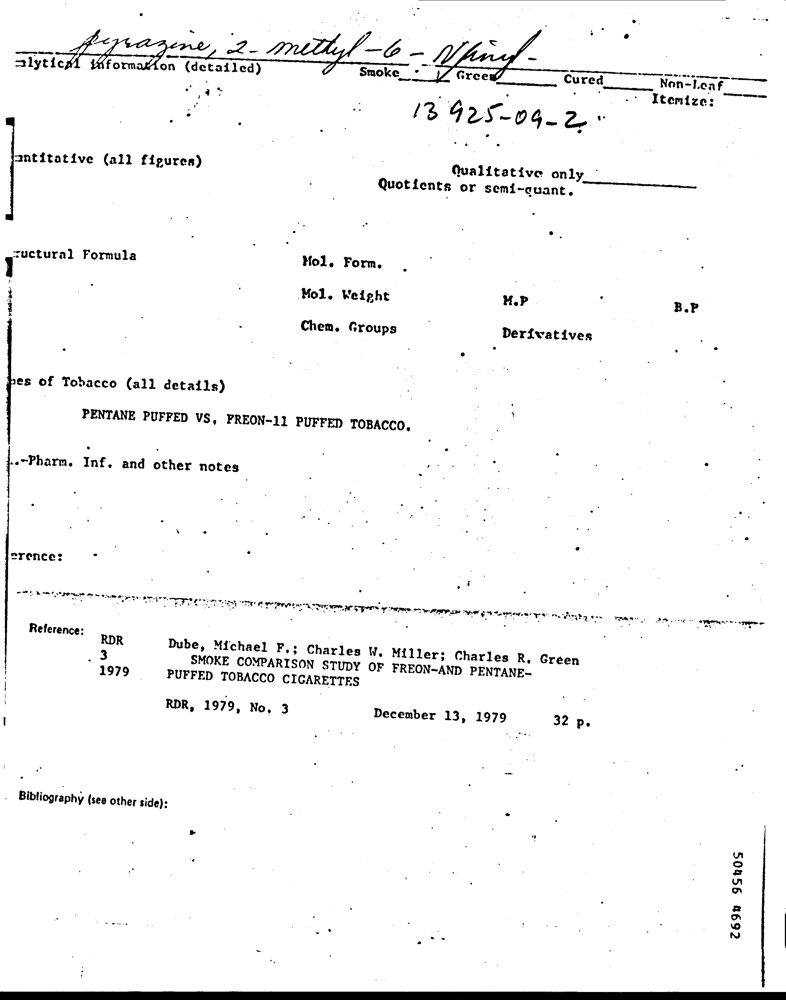 pyrazine, 2-methyl-6-Vinyl-
alytical information (detailed) Smoke ✓ Green Cured Non-Leaf
Itemize:
13925-09-2
antitative (all figures) Qualitative only
Quotients or semi-quant.
ructural Formula Mol. Form.
Mol. Weight M.P B.P
Chem. Groups Derivatives
pes of Tobacco (all details)
PENTANE PUFFED VS, FREON-11 PUFFED TOBACCO.
.-Pharm. Inf. and other notes
erence:
Reference: RDR Dube, Michael F.; Charles W. Miller; Charles R. Green
3 SMOKE COMPARISON STUDY OF FREON-AND PENTANE-
1979 PUFFED TOBACCO CIGARETTES
RDR, 1979, No. 3 December 13, 1979 32 p.
Bibliography (see other side):
50456 4692